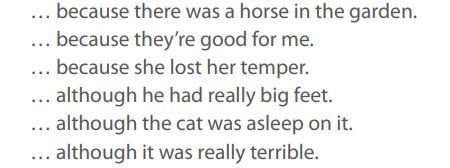 … because there was a horse in the garden.
… because they’re good for me.
… because she lost her temper.
… although he had really big feet.
… although the cat was asleep on it.
… although it was really terrible.